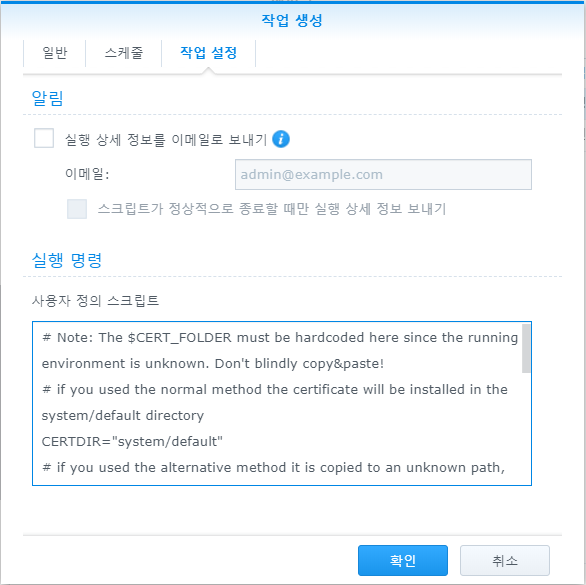 작업 생성
일반 스케줄 작업 설정
알림
실행 상세 정보를 이메일로 보내기 i
이메일: admin@example.com
스크립트가 정상적으로 종료할 때만 실행 상세 정보 보내기
실행 명령
사용자 정의 스크립트
# Note: The $CERT_FOLDER must be hardcoded here since the running
environment is unknown. Don't blindly copy&paste!
# if you used the normal method the certificate will be installed in the
system/default directory
CERTDIR="system/default"
# if you used the alternative method it is copied to an unknown path,
확인 취소